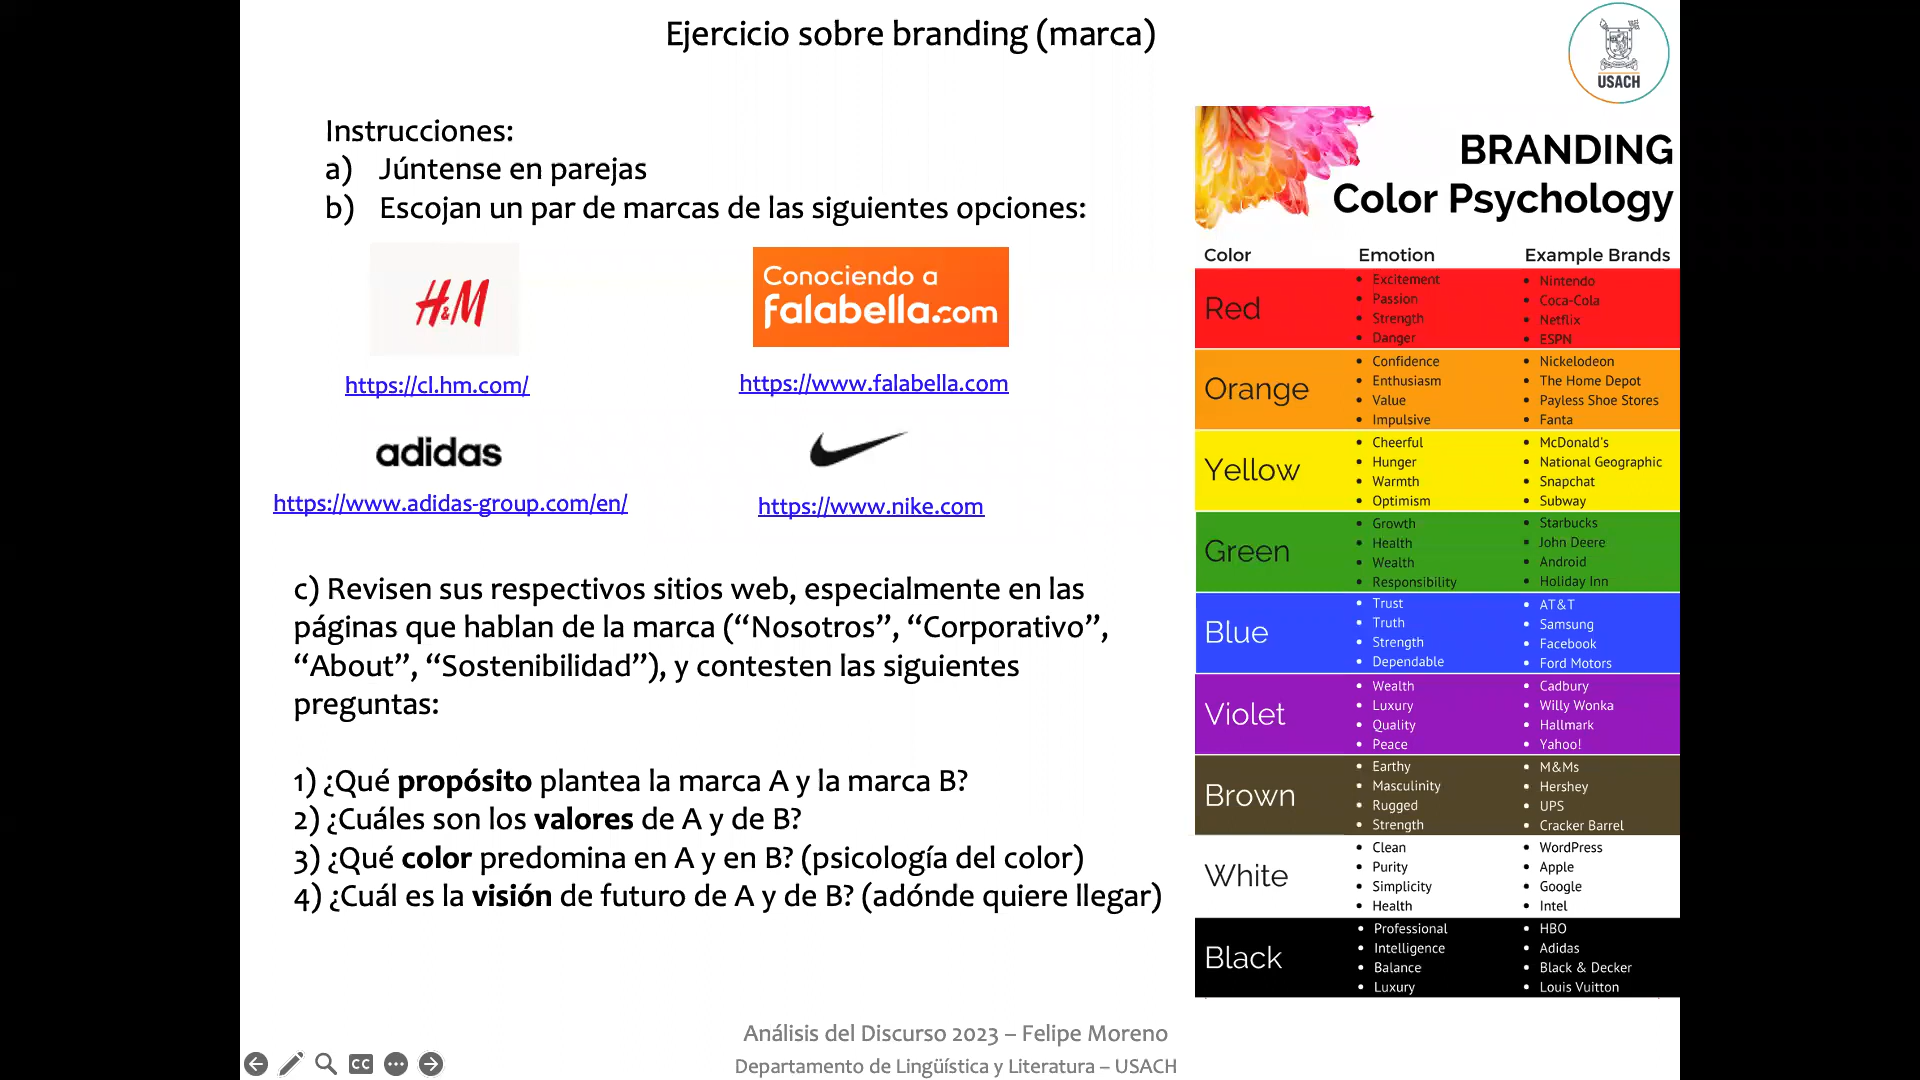 Ejercicio sobre branding (marca)
USACH
Instrucciones:
a) Júntense en parejas
b) Escojan un par de marcas de las siguientes opciones:
H&M
Conociendo a
falabella.com
https://cl.hm.com/
https://www.falabella.com
adidas
https://www.adidas-group.com/en/
https://www.nike.com
c) Revisen sus respectivos sitios web, especialmente en las
páginas que hablan de la marca (“Nosotros”, “Corporativo”,
“About”, “Sostenibilidad”), y contesten las siguientes
preguntas:
1) ¿Qué propósito plantea la marca A y la marca B?
2) ¿Cuáles son los valores de A y de B?
3) ¿Qué color predomina en A y en B? (psicología del color)
4) ¿Cuál es la visión de futuro de A y de B? (adónde quiere llegar)
BRANDING
Color Psychology
Color Emotion Example Brands
Red
• Excitement • Nintendo
• Passion • Coca-Cola
• Strength • Netflix
• Danger • ESPN
Orange
• Confidence • Nickelodeon
• Enthusiasm • The Home Depot
• Value • Payless Shoe Stores
• Impulsive • Fanta
Yellow
• Cheerful • McDonald's
• Hunger • National Geographic
• Warmth • Snapchat
• Optimism • Subway
Green
• Growth • Starbucks
• Health • John Deere
• Wealth • Android
• Responsibility • Holiday Inn
Blue
• Trust • AT&T
• Truth • Samsung
• Strength • Facebook
• Dependable • Ford Motors
Violet
• Wealth • Cadbury
• Luxury • Willy Wonka
• Quality • Hallmark
• Peace • Yahoo!
Brown
• Earthy • M&Ms
• Masculinity • Hershey
• Rugged • UPS
• Strength • Cracker Barrel
White
• Clean • WordPress
• Purity • Apple
• Simplicity • Google
• Health • Intel
Black
• Professional • HBO
• Intelligence • Adidas
• Balance • Black & Decker
• Luxury • Louis Vuitton
Análisis del Discurso 2023 – Felipe Moreno
Departamento de Lingüística y Literatura – USACH
CC